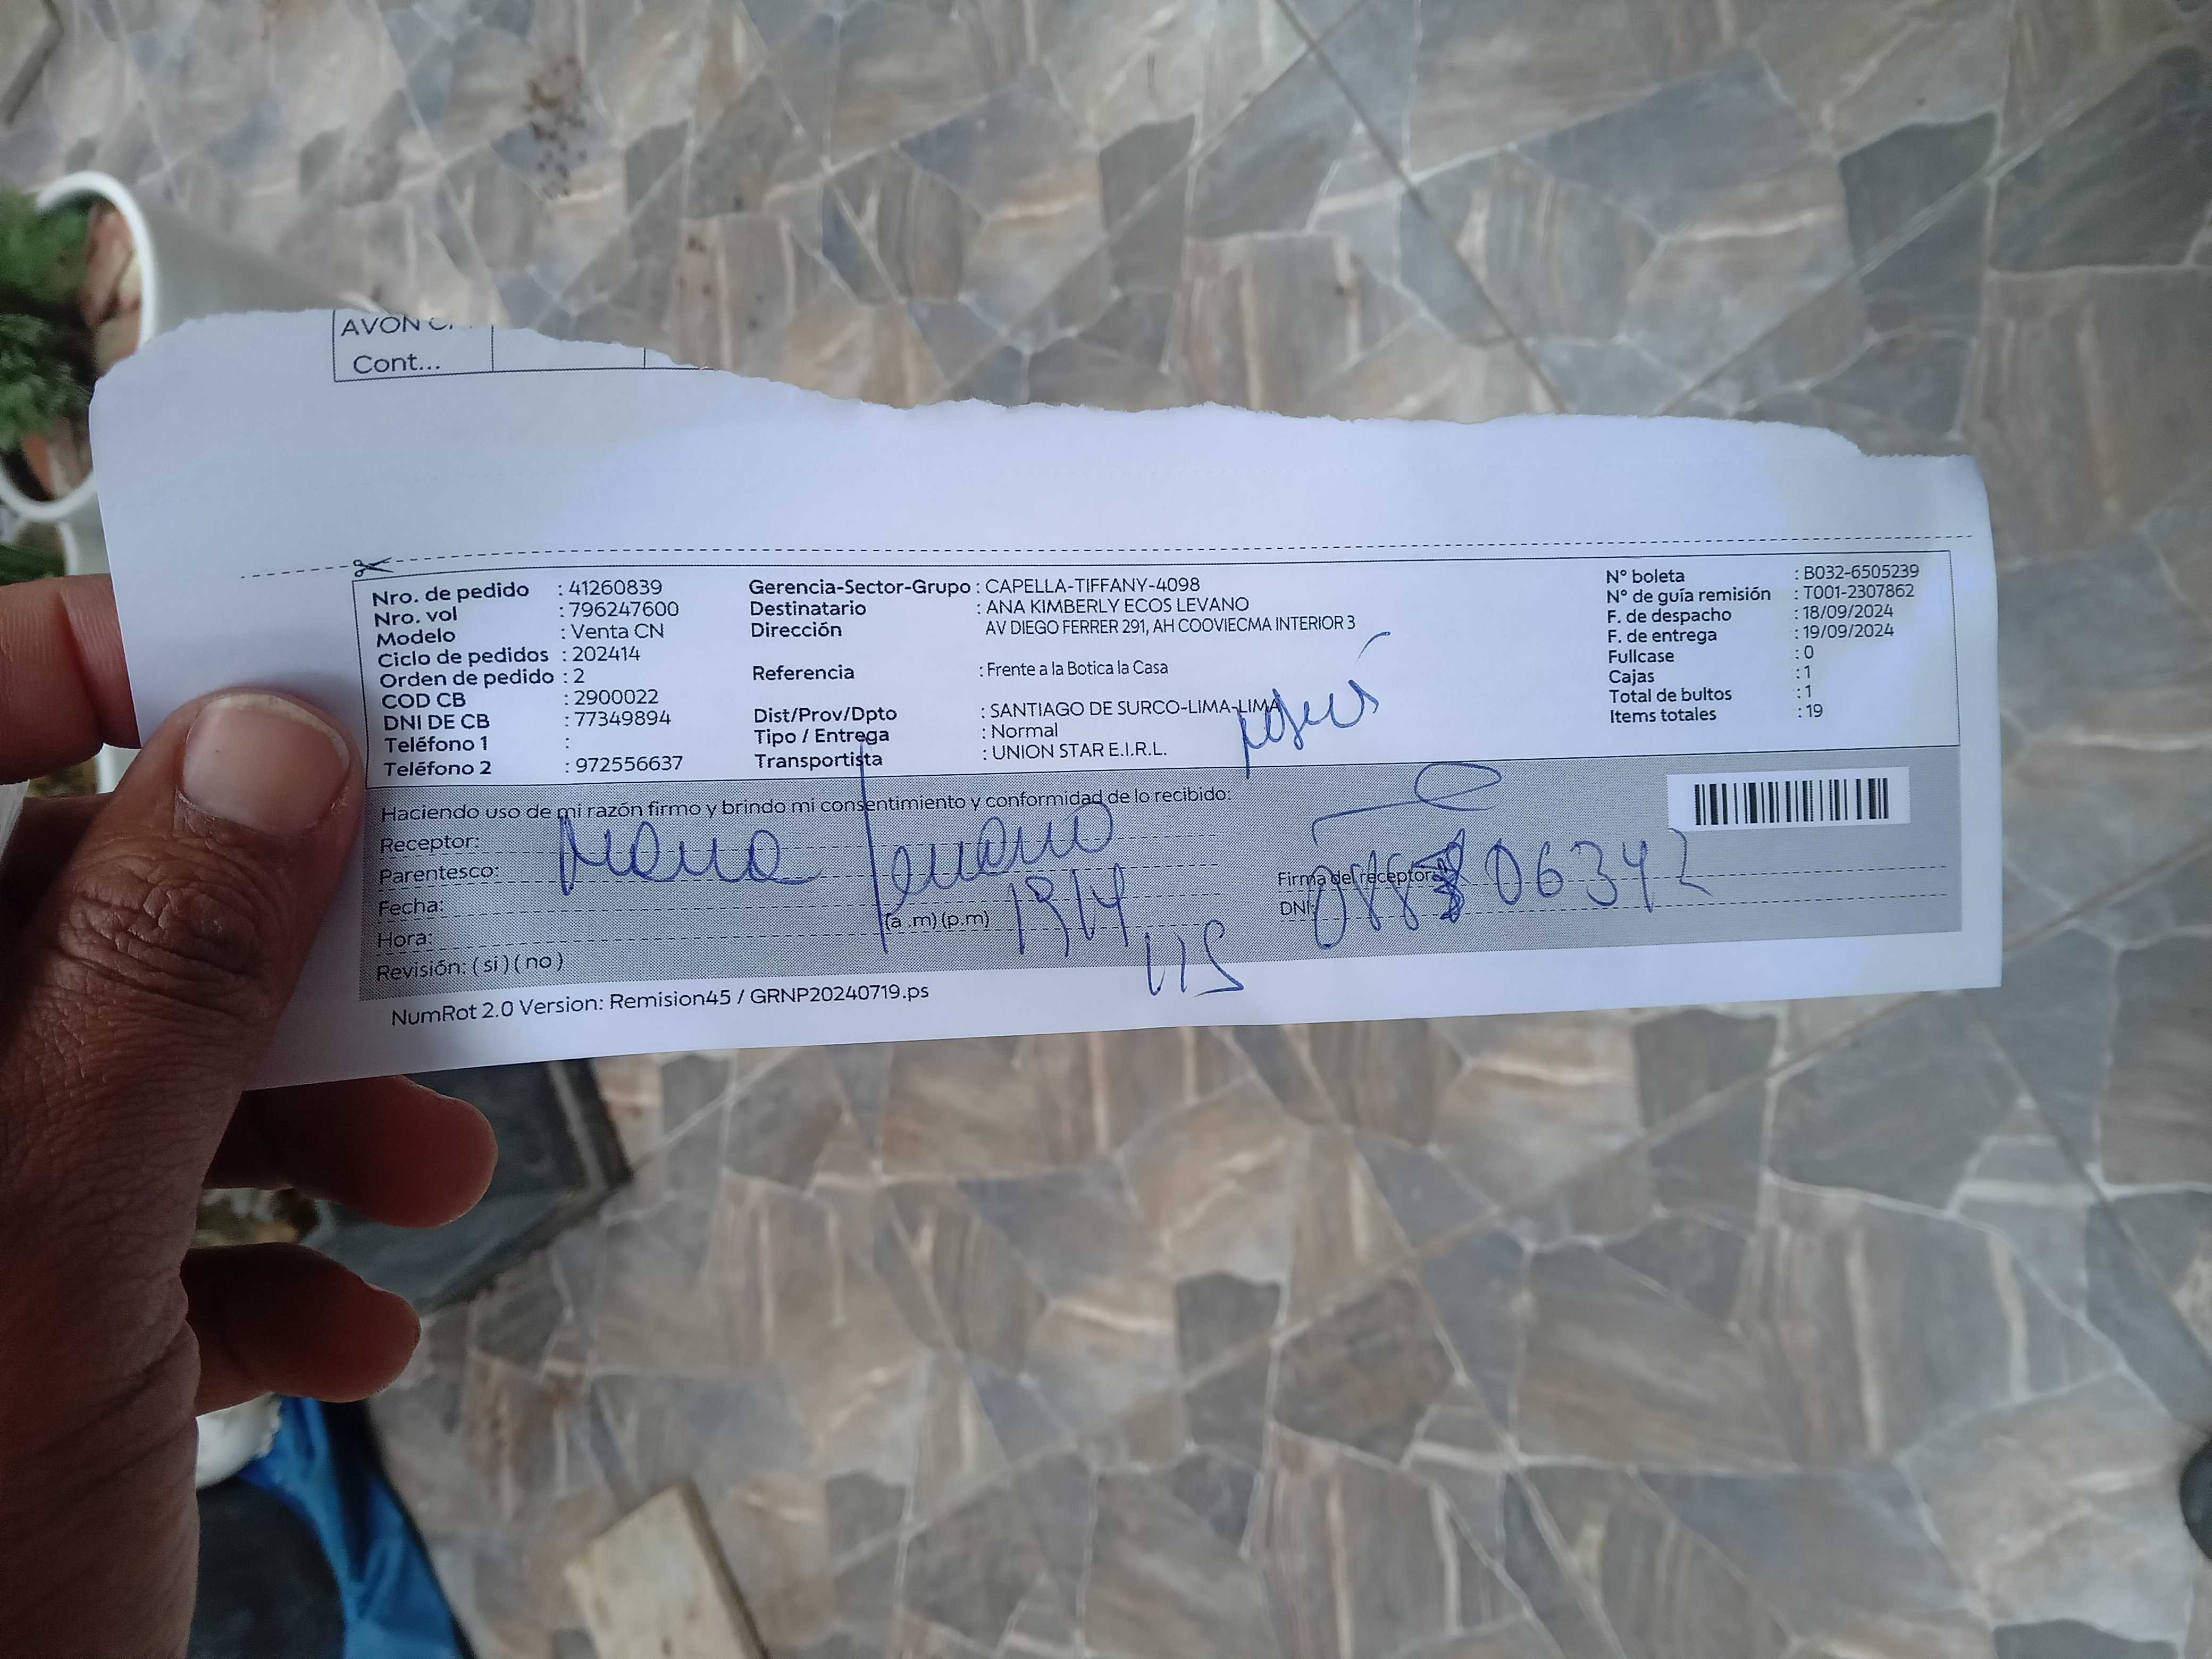 AVON
Cont...
Nro. de pedido : 41260839
Nro. vol : 796247600
Modelo : Venta CN
Ciclo de pedidos : 202414
Orden de pedido : 2
COD CB : 2900022
DNI DE CB : 77349894
Teléfono 1 :
Teléfono 2 : 972556637
Gerencia-Sector-Grupo : CAPELLA-TIFFANY-4098
Destinatario : ANA KIMBERLY ECOS LEVANO
Dirección AV DIEGO FERRER 291, AH COOVIECMA INTERIOR 3
Referencia : Frente a la Botica la Casa
Dist/Prov/Dpto : SANTIAGO DE SURCO-LIMA-LIMA
Tipo / Entrega : Normal
Transportista : UNION STAR E.I.R.L.
N° boleta : B032-6505239
N° de guía remisión : T001-2307862
F. de despacho : 18/09/2024
F. de entrega : 19/09/2024
Fullcase : 0
Cajas : 1
Total de bultos : 1
Items totales : 19
Haciendo uso de mi razón firmo y brindo mi consentimiento y conformidad de lo recibido:
Receptor:
Parentesco:
Fecha:
Hora: (a .m) (p.m)
Revisión: ( si ) ( no )
Firma del receptor
DNI: 06342
NumRot 2.0 Version: Remision45 / GRNP20240719.ps